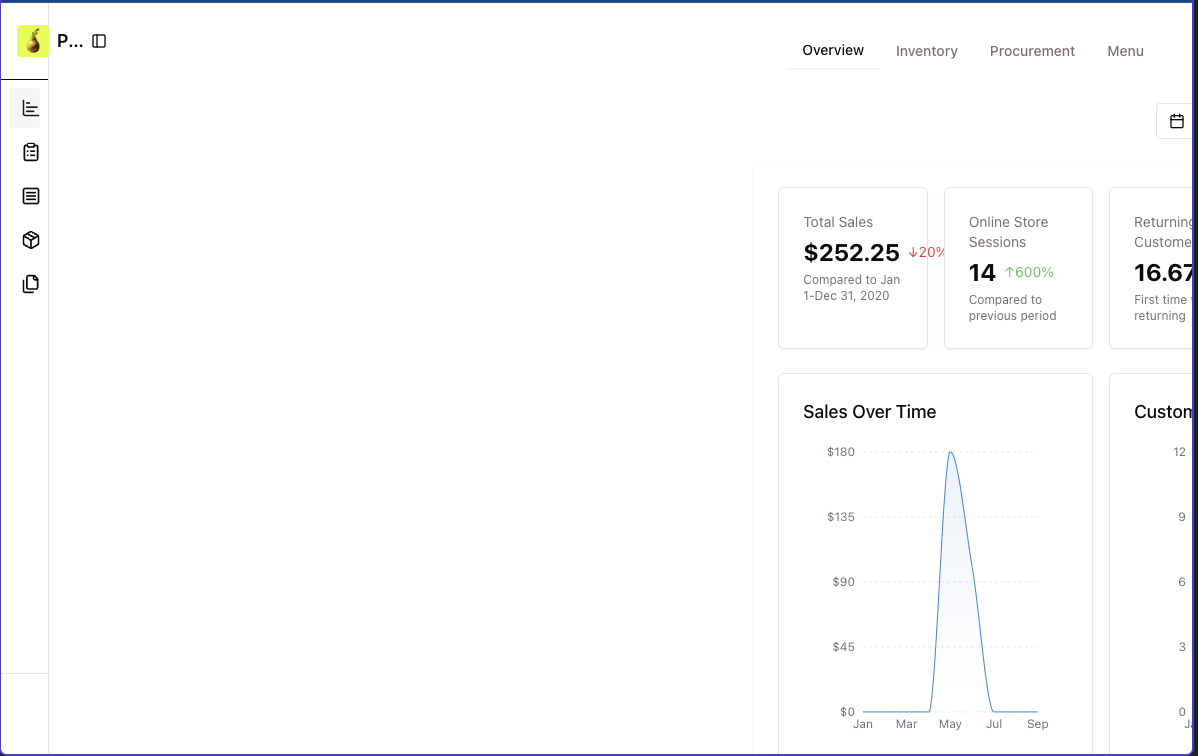 P...
Overview
Inventory
Procurement
Menu
Total Sales
$252.25 ↓20%
Compared to Jan
1-Dec 31, 2020
Online Store
Sessions
14 ↑600%
Compared to
previous period
Returning
Custome
16.67
First time
returning
Sales Over Time
$180
$135
$90
$45
$0
Jan
Mar
May
Jul
Sep
Custom
12
9
6
3
0